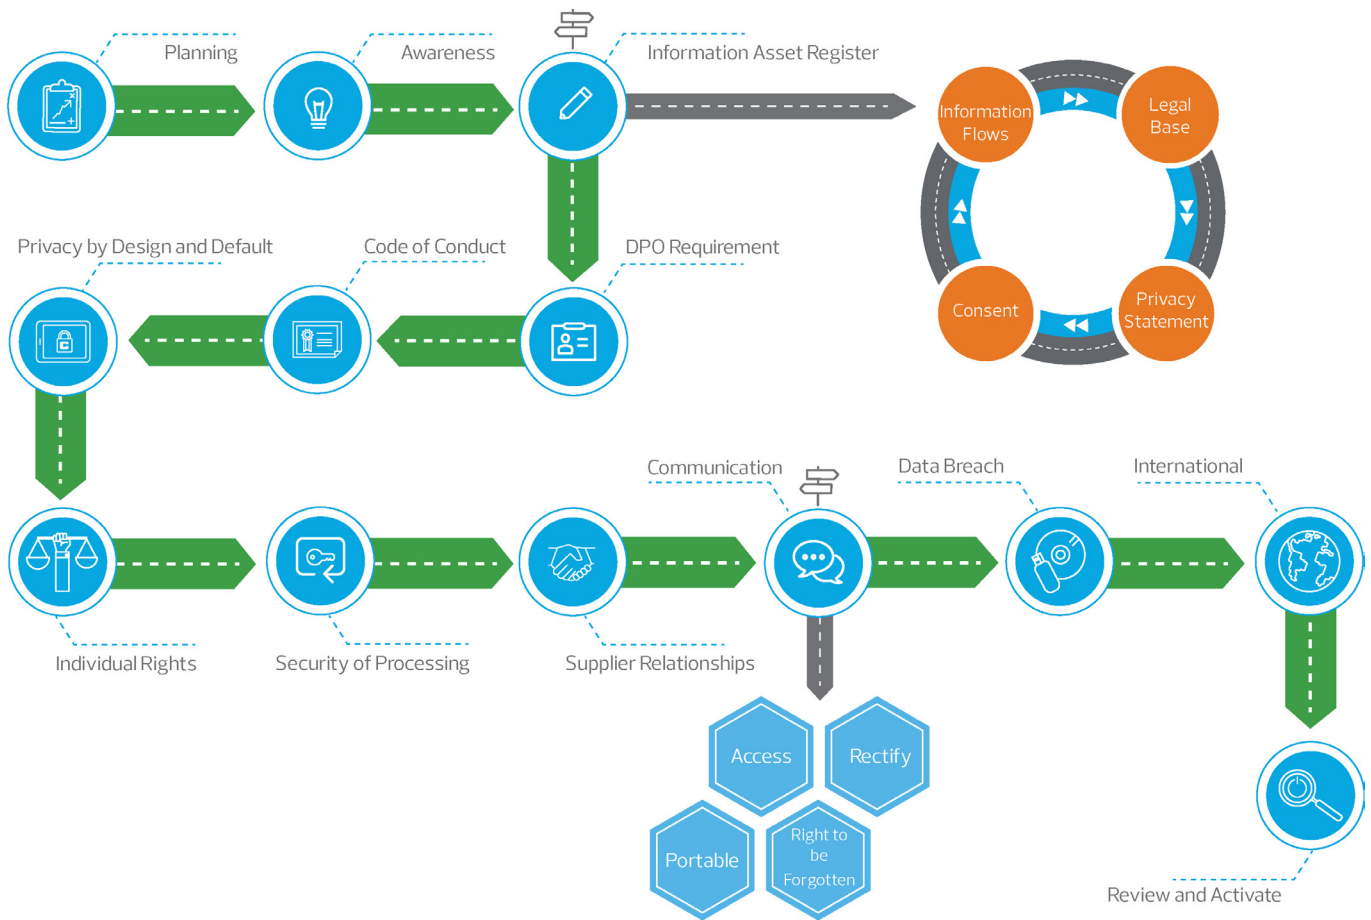 Planning
Awareness
Information Asset Register
Information
Flows
Legal
Base
Privacy by Design and Default
Code of Conduct
DPO Requirement
Consent
Privacy
Statement
Communication
Data Breach
International
Individual Rights
Security of Processing
Supplier Relationships
Access
Rectify
Portable
Right to
be
Forgotten
Review and Activate